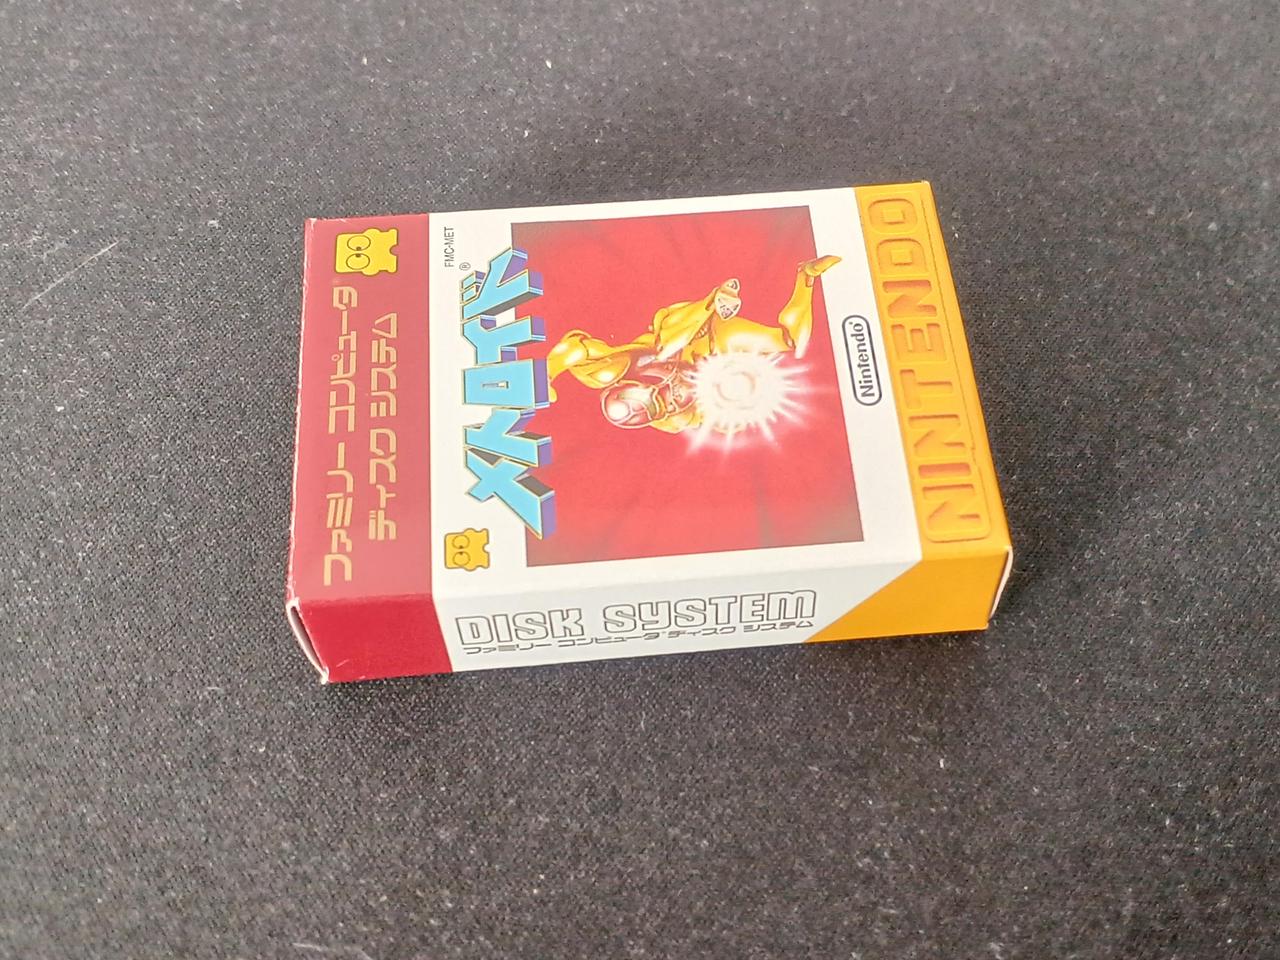 ファミリー コンピュータ
ディスク システム
FMC-MET
メトロイド®
Nintendo®
NINTENDO
DISK SYSTEM
ファミリー コンピュータ ディスク システム